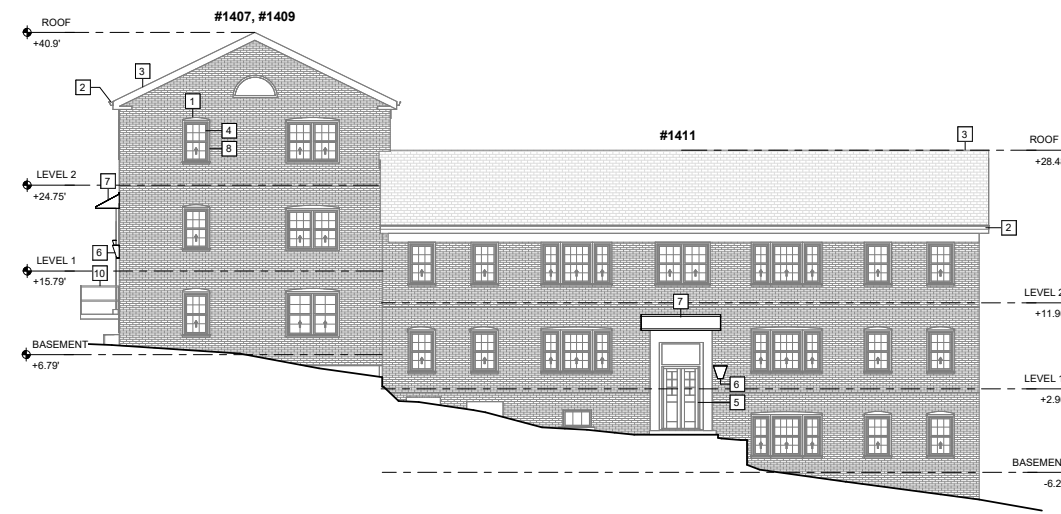 #1407, #1409
ROOF
+40.9'
3
2
1
4
8
#1411
3
ROOF
+28.4
LEVEL 2
+24.75'
7
2
6
LEVEL 1
+15.79'
10
LEVEL 2
7
+11.9
BASEMENT
+6.79'
6
5
LEVEL 1
+2.9
BASEMENT
-6.2